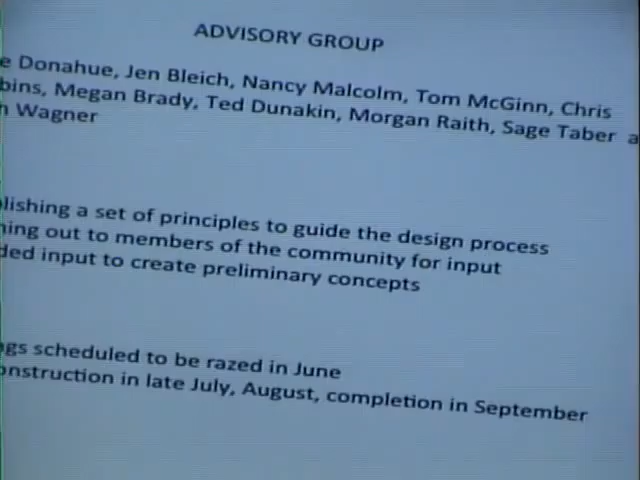 ADVISORY GROUP
e Donahue, Jen Bleich, Nancy Malcolm, Tom McGinn, Chris
bins, Megan Brady, Ted Dunakin, Morgan Raith, Sage Taber a
n Wagner
lishing a set of principles to guide the design process
ning out to members of the community for input
ded input to create preliminary concepts
gs scheduled to be razed in June
onstruction in late July, August, completion in September